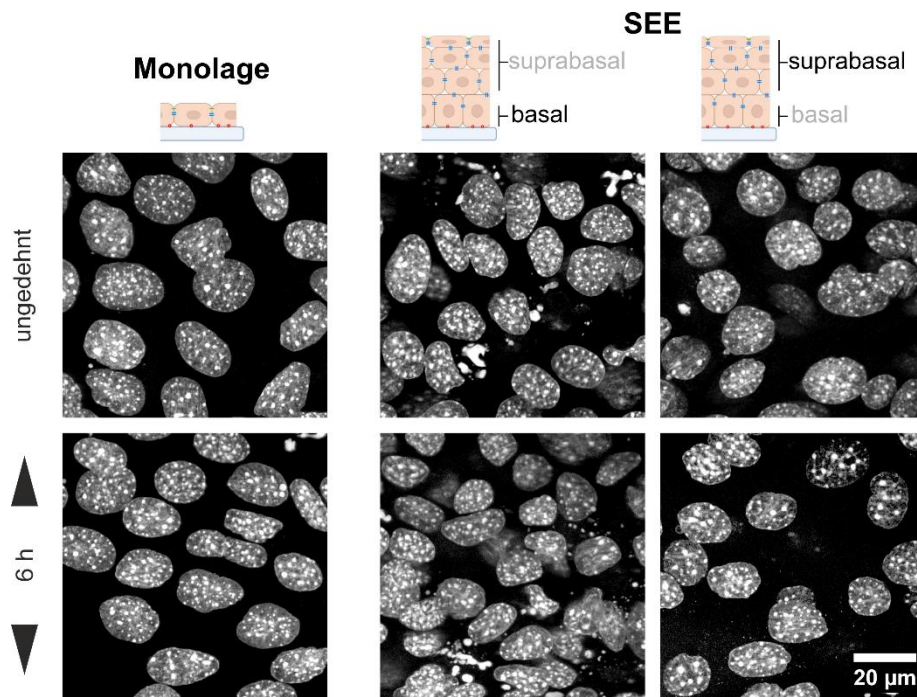 SEE
Monolage
suprabasal
basal
suprabasal
basal
ungedehnt
6 h
20 µm